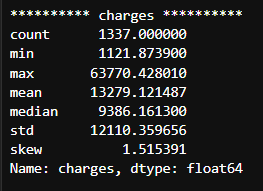 ********** charges **********
count 1337.000000
min 1121.873900
max 63770.428010
mean 13279.121487
median 9386.161300
std 12110.359656
skew 1.515391
Name: charges, dtype: float64